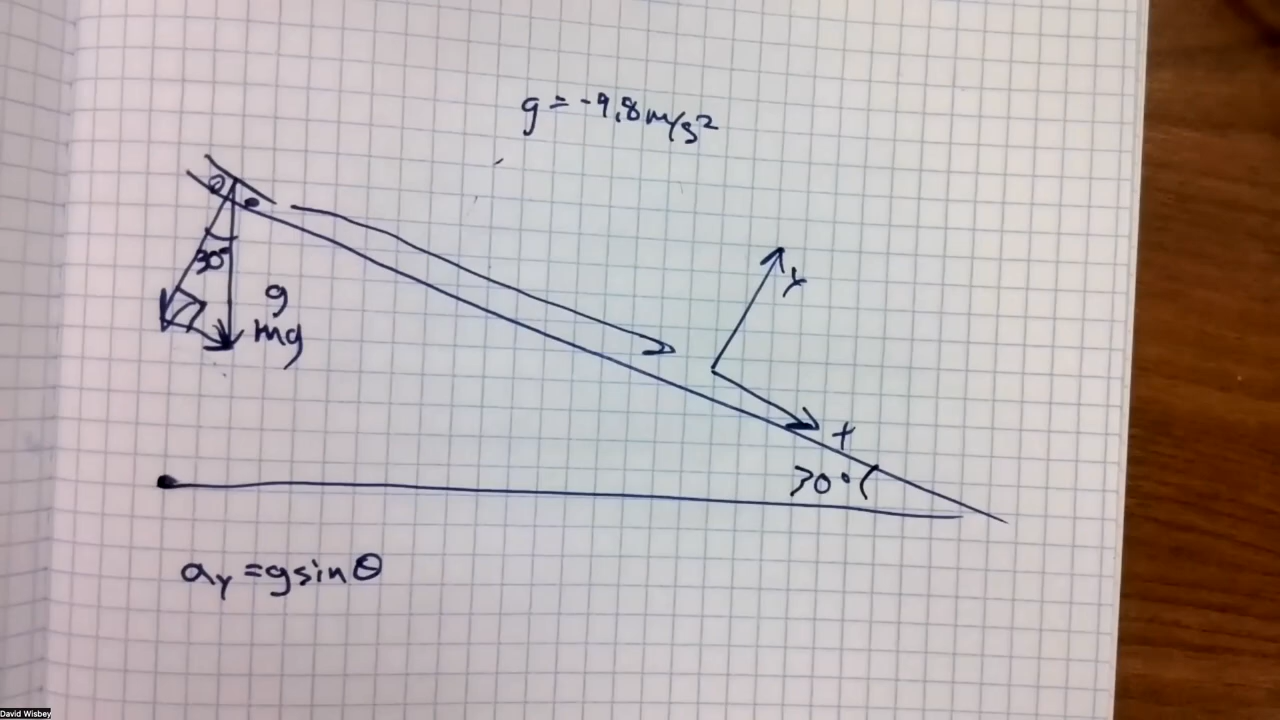 g = -9.8 m/s²
30°
g
mg
y
x
30°
aᵧ = g sin θ
David Wisbey